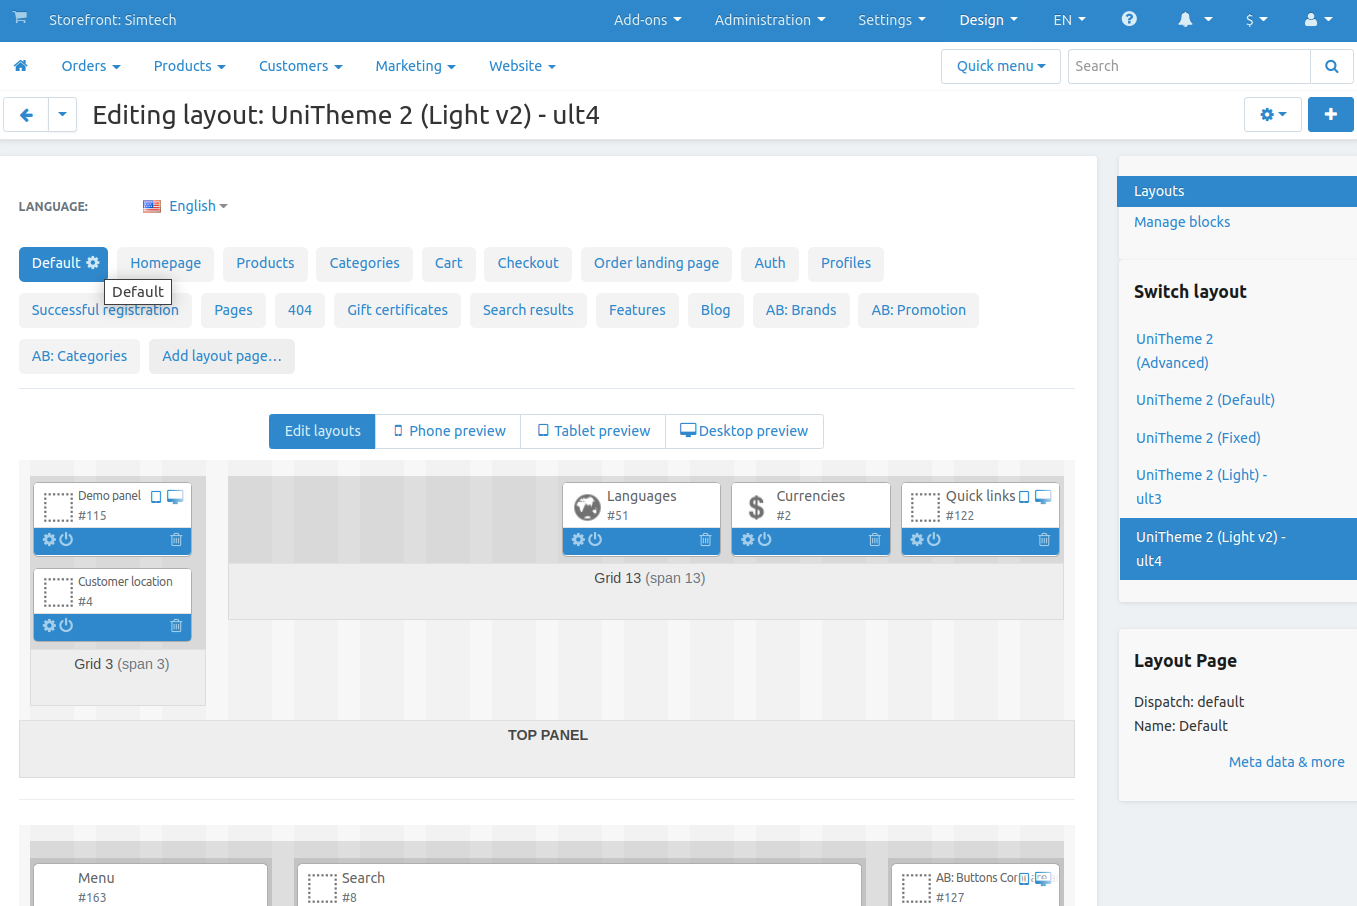 Storefront: Simtech Add-ons Administration Settings Design EN $
Orders Products Customers Marketing Website Quick menu Search
Editing layout: UniTheme 2 (Light v2) - ult4
LANGUAGE: English
Default Homepage Products Categories Cart Checkout Order landing page Auth Profiles
Default
Successful registration Pages 404 Gift certificates Search results Features Blog AB: Brands AB: Promotion
AB: Categories Add layout page...
Edit layouts Phone preview Tablet preview Desktop preview
Demo panel
#115
Customer location
#4
Grid 3 (span 3)
Languages
#51
Currencies
#2
Quick links
#122
Grid 13 (span 13)
TOP PANEL
Menu
#163
Search
#8
AB: Buttons Com
#127
Layouts
Manage blocks
Switch layout
UniTheme 2
(Advanced)
UniTheme 2 (Default)
UniTheme 2 (Fixed)
UniTheme 2 (Light) -
ult3
UniTheme 2 (Light v2) -
ult4
Layout Page
Dispatch: default
Name: Default
Meta data & more